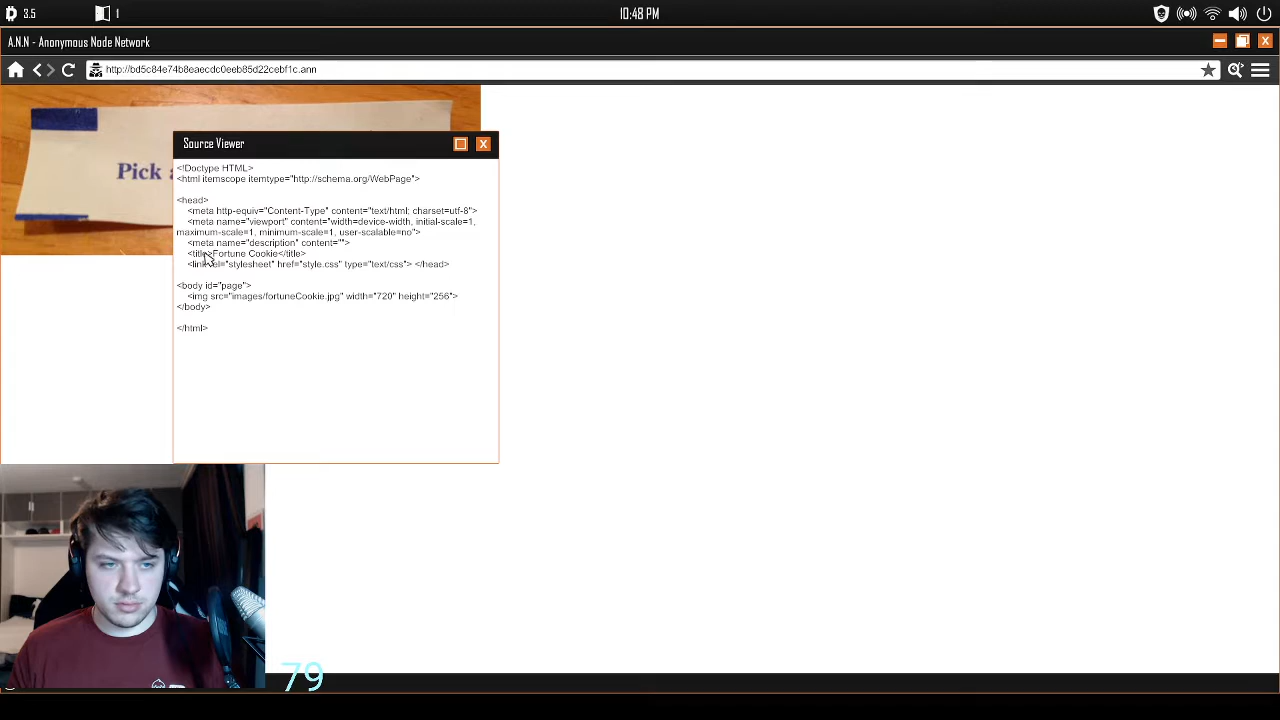 3.5
1
10:48 PM
A.N.N - Anonymous Node Network
http://bd5c84e74b8eaecdc0eeb85d22cebf1c.ann
Pick
Source Viewer
X
<!Doctype HTML>
<html itemscope itemtype="http://schema.org/WebPage">
<head>
<meta http-equiv="Content-Type" content="text/html; charset=utf-8">
<meta name="viewport" content="width=device-width, initial-scale=1,
maximum-scale=1, minimum-scale=1, user-scalable=no">
<meta name="description" content="">
<title>Fortune Cookie</title>
<link rel="stylesheet" href="style.css" type="text/css"> </head>
<body id="page">
<img src="images/fortuneCookie.jpg" width="720" height="256">
</body>
</html>
79